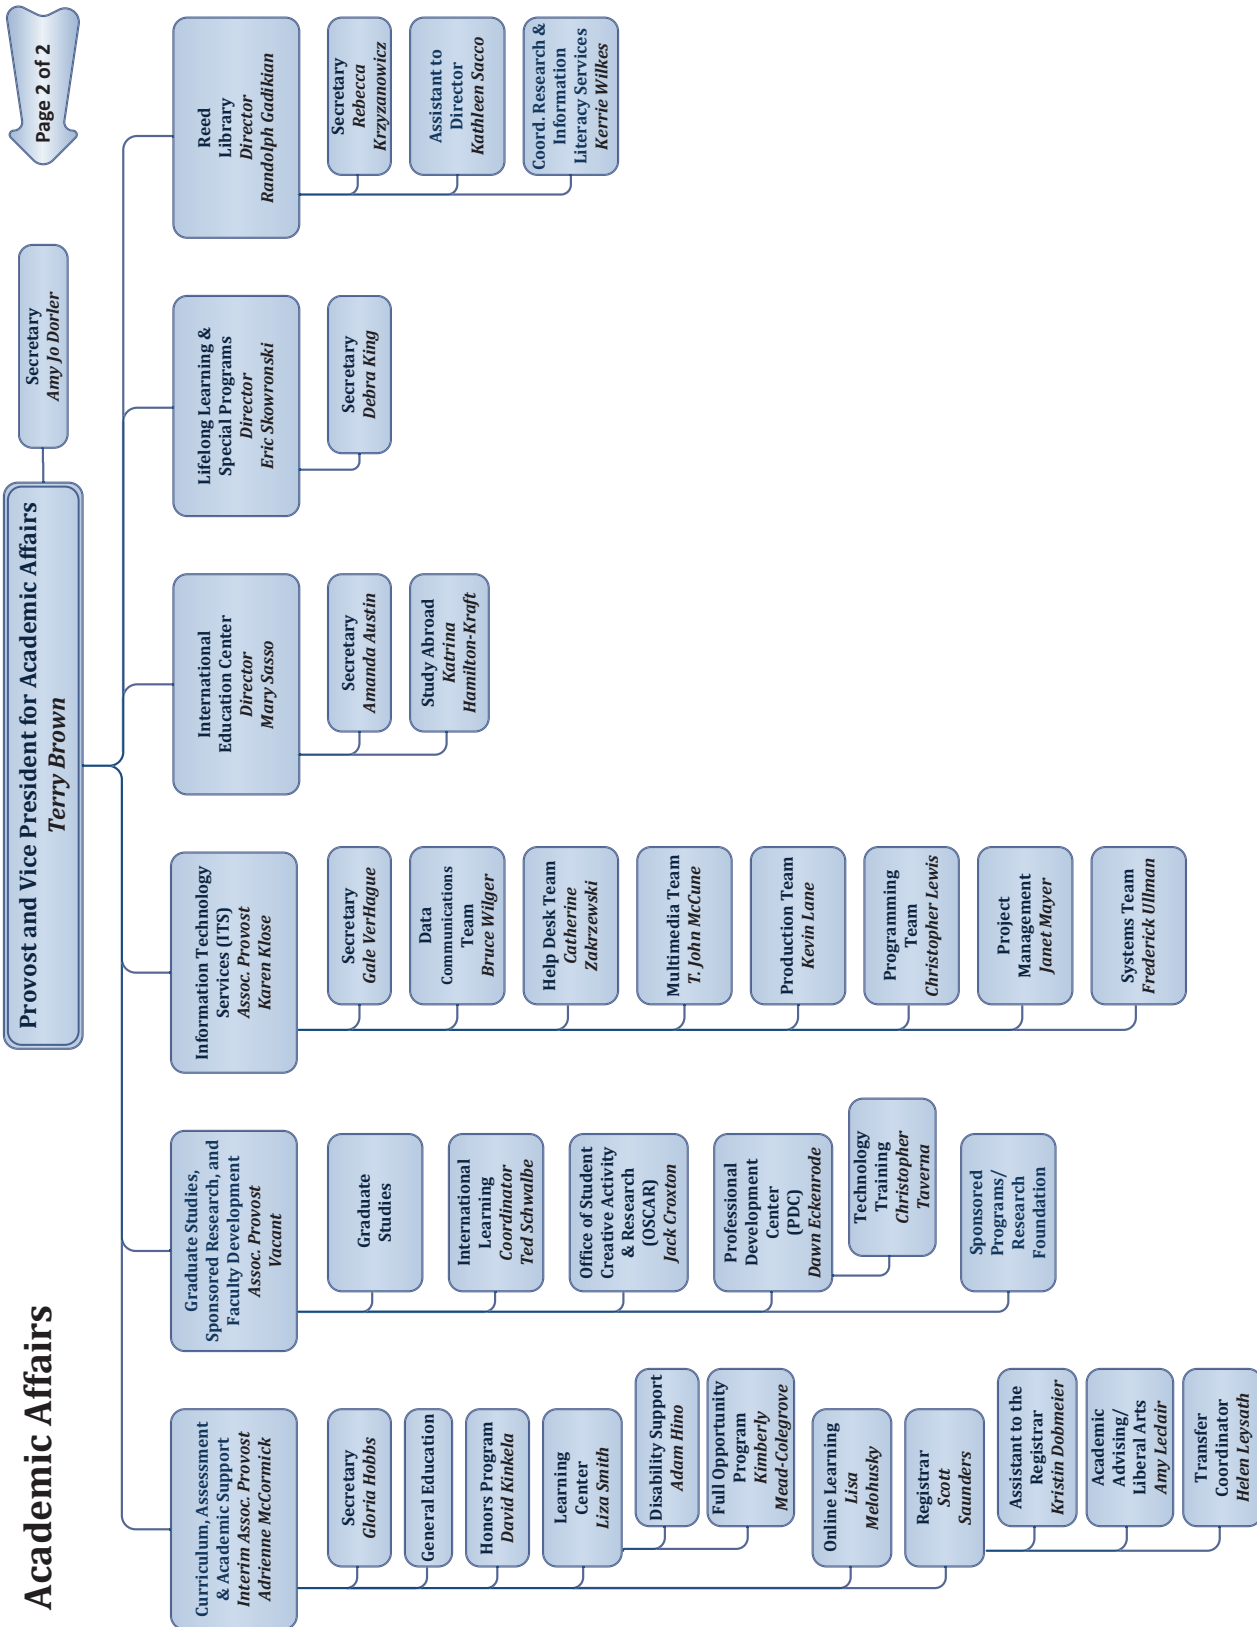 Academic Affairs
Page 2 of 2
Provost and Vice President for Academic Affairs
Terry Brown
Secretary
Amy Jo Dorler
Curriculum, Assessment
& Academic Support
Interim Assoc. Provost
Adrienne McCormick
Secretary
Gloria Hobbs
General Education
Honors Program
David Kinkela
Learning
Center
Liza Smith
Disability Support
Adam Hino
Full Opportunity
Program
Kimberly
Mead-Colegrove
Online Learning
Lisa
Melohusky
Registrar
Scott
Saunders
Assistant to the
Registrar
Kristin Dobmeier
Academic
Advising/
Liberal Arts
Amy Leclair
Transfer
Coordinator
Helen Leysath
Graduate Studies,
Sponsored Research, and
Faculty Development
Assoc. Provost
Vacant
Graduate
Studies
International
Learning
Coordinator
Ted Schwalbe
Office of Student
Creative Activity
& Research
(OSCAR)
Jack Croxton
Professional
Development
Center
(PDC)
Dawn Eckenrode
Technology
Training
Christopher
Taverna
Sponsored
Programs/
Research
Foundation
Information Technology
Services (ITS)
Assoc. Provost
Karen Klose
Secretary
Gale VerHague
Data
Communications
Team
Bruce Wilger
Help Desk Team
Catherine
Zakrzewski
Multimedia Team
T. John McCune
Production Team
Kevin Lane
Programming
Team
Christopher Lewis
Project
Management
Janet Mayer
Systems Team
Frederick Ullman
International
Education Center
Director
Mary Sasso
Secretary
Amanda Austin
Study Abroad
Katrina
Hamilton-Kraft
Lifelong Learning &
Special Programs
Director
Eric Skowronski
Secretary
Debra King
Reed
Library
Director
Randolph Gadikian
Secretary
Rebecca
Krzyzanowicz
Assistant to
Director
Kathleen Sacco
Coord. Research &
Information
Literacy Services
Kerrie Wilkes